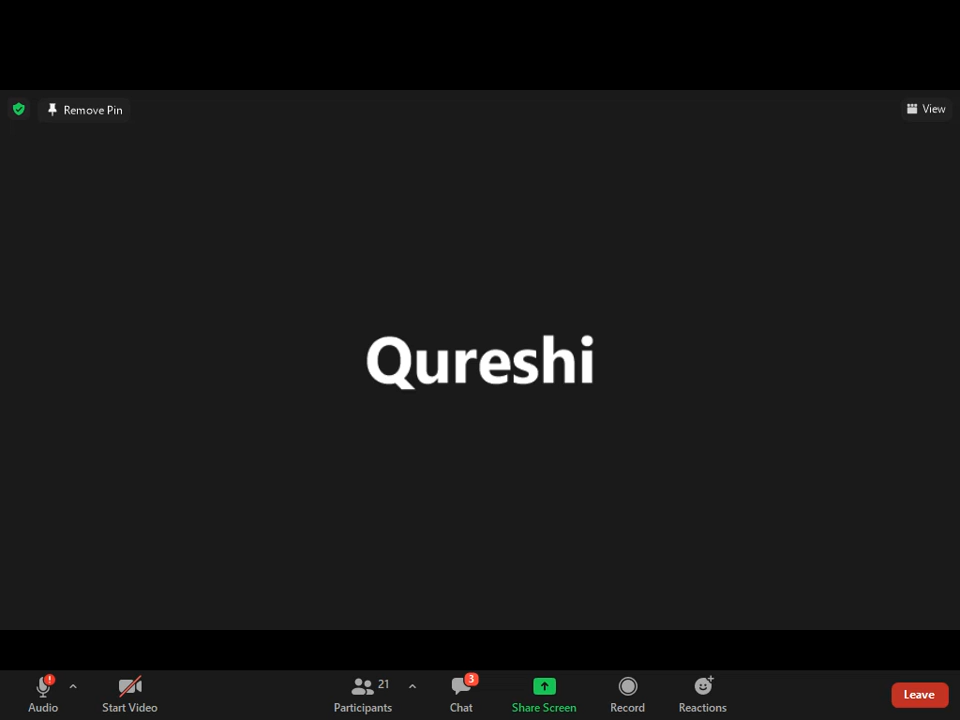 Remove Pin
View
Qureshi
21
3
Audio
Start Video
Participants
Chat
Share Screen
Record
Reactions
Leave